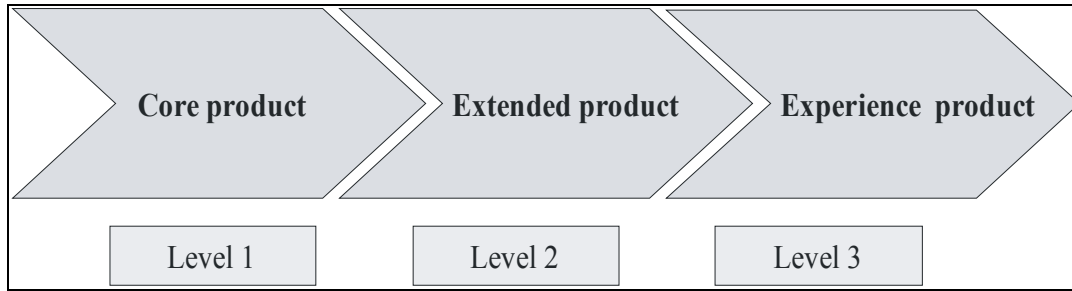 Core product
Extended product
Experience product
Level 1
Level 2
Level 3